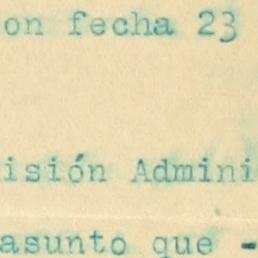 on fecha 23
isión Admini
asunto que -